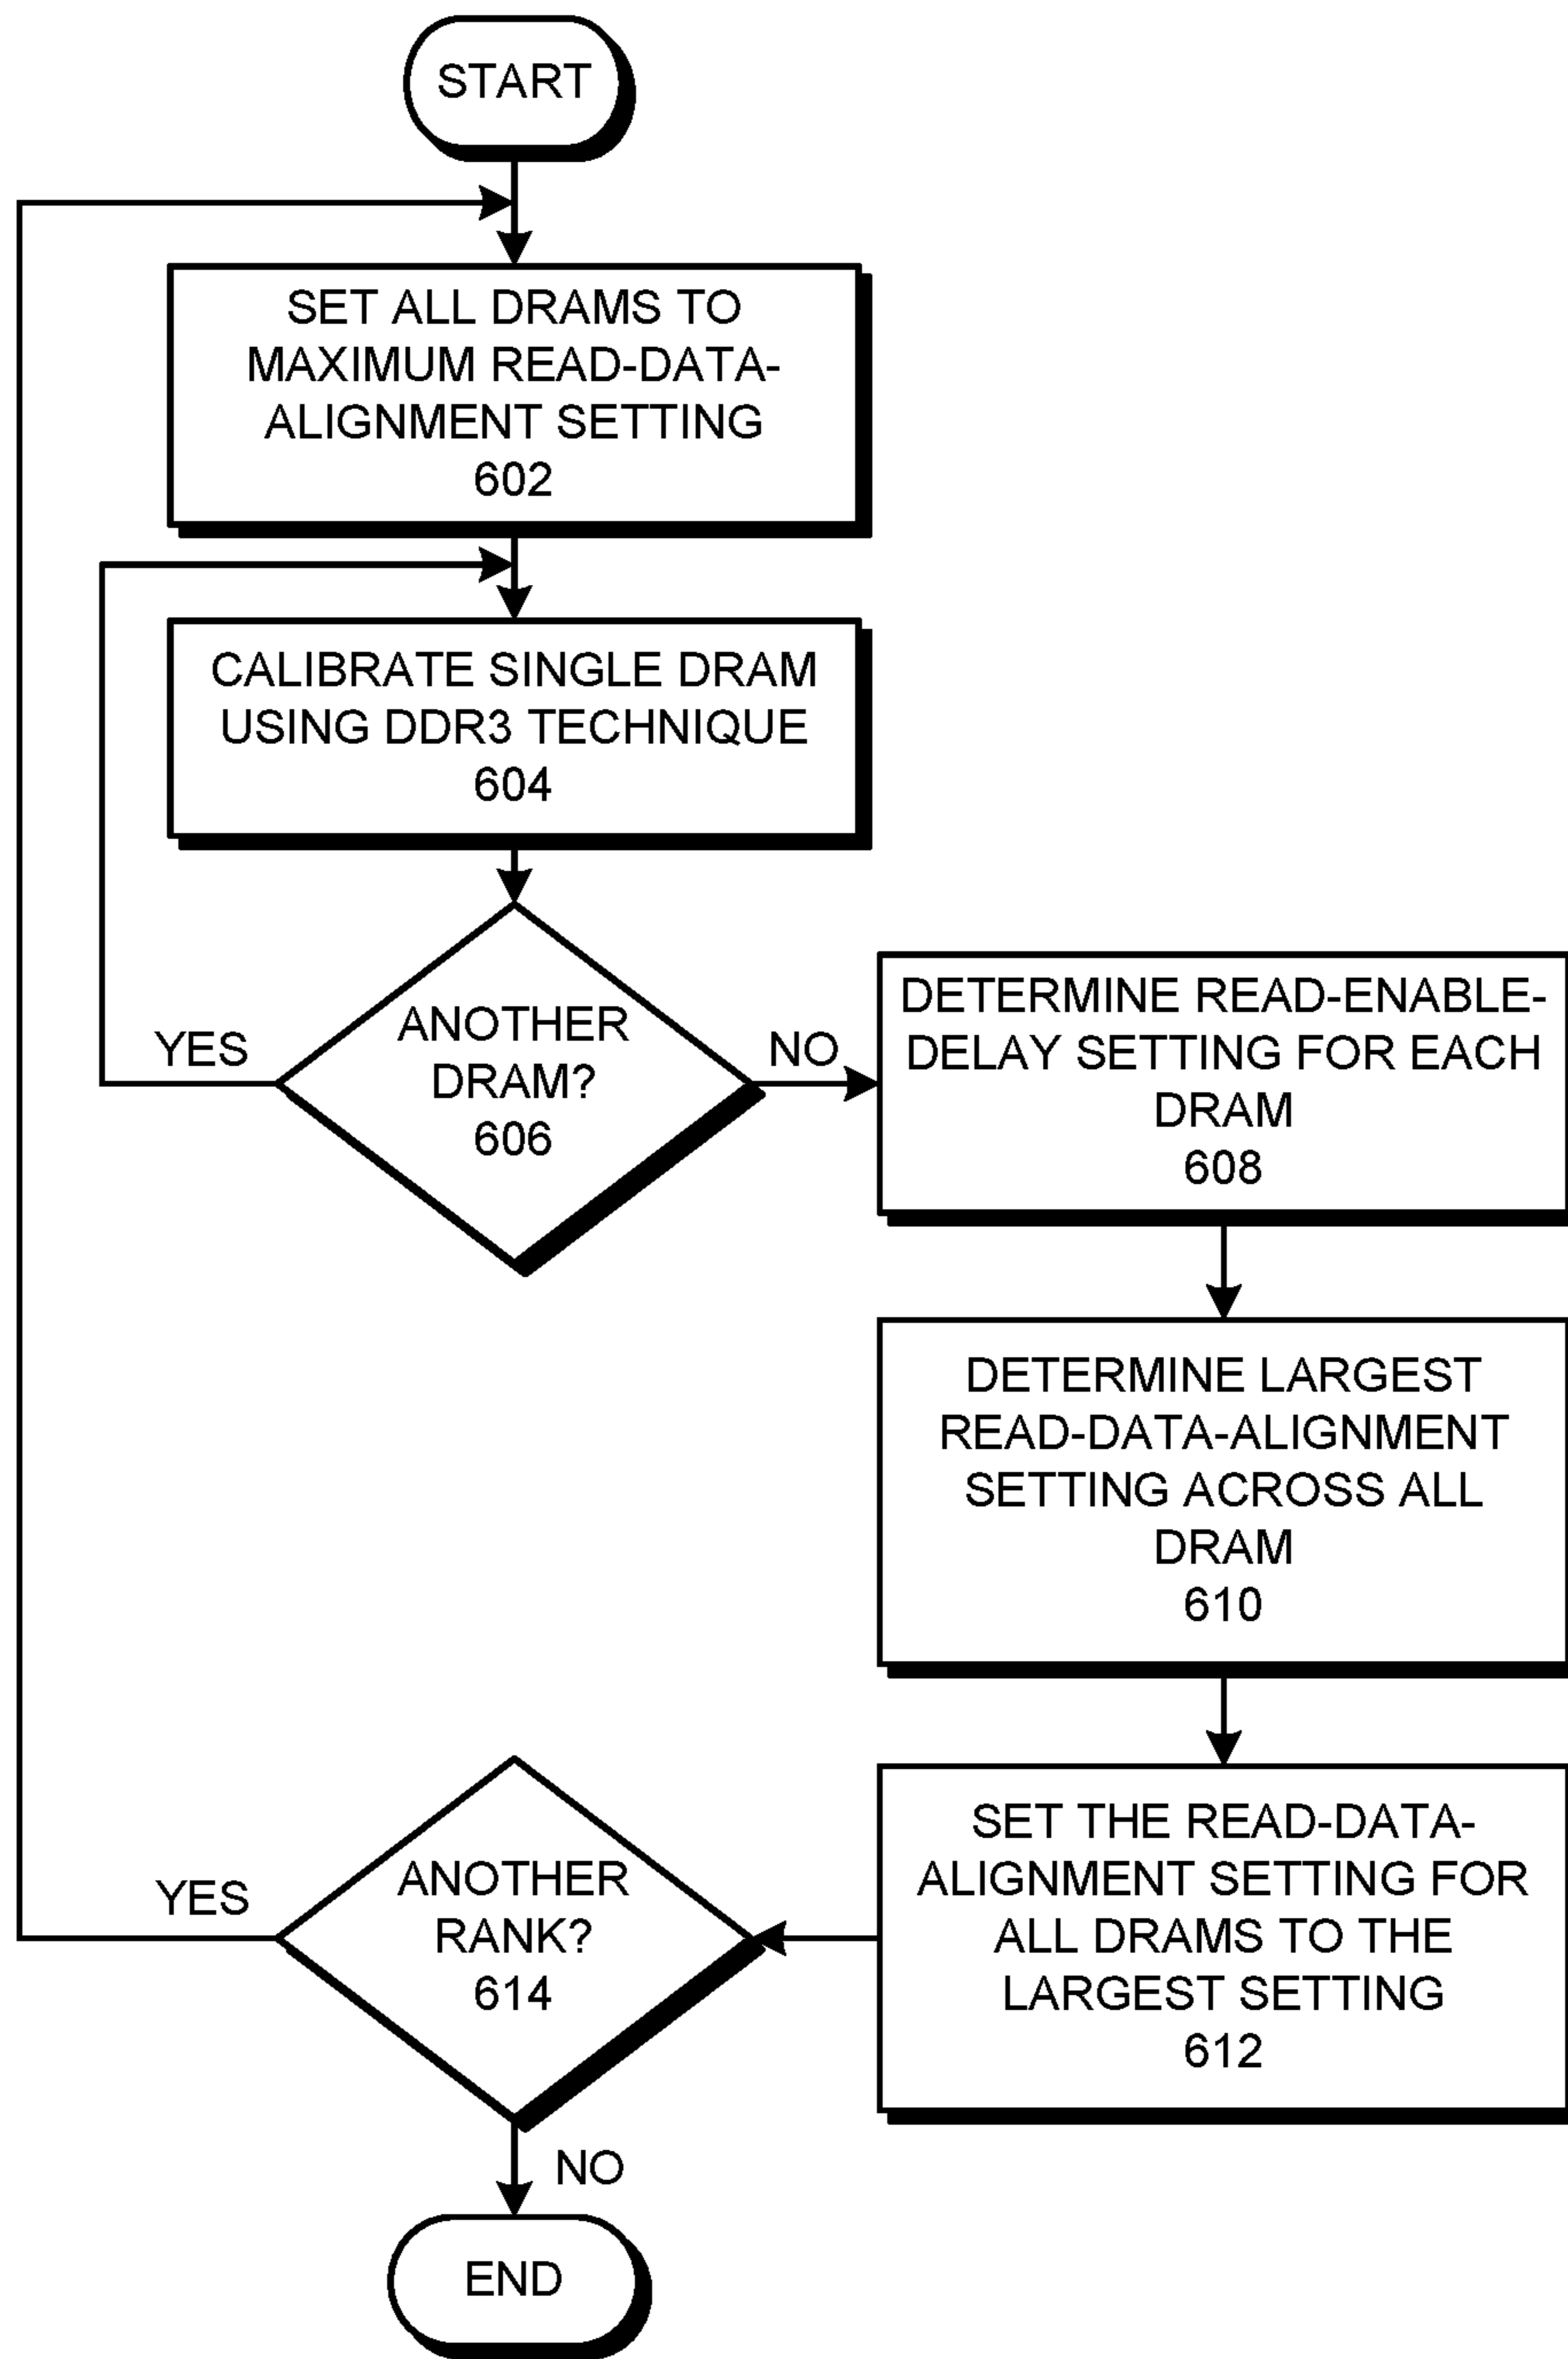 START
SET ALL DRAMS TO
MAXIMUM READ-DATA-
ALIGNMENT SETTING
602
CALIBRATE SINGLE DRAM
USING DDR3 TECHNIQUE
604
ANOTHER
DRAM?
606
YES
NO
DETERMINE READ-ENABLE-
DELAY SETTING FOR EACH
DRAM
608
DETERMINE LARGEST
READ-DATA-ALIGNMENT
SETTING ACROSS ALL
DRAM
610
SET THE READ-DATA-
ALIGNMENT SETTING FOR
ALL DRAMS TO THE
LARGEST SETTING
612
ANOTHER
RANK?
614
YES
NO
END